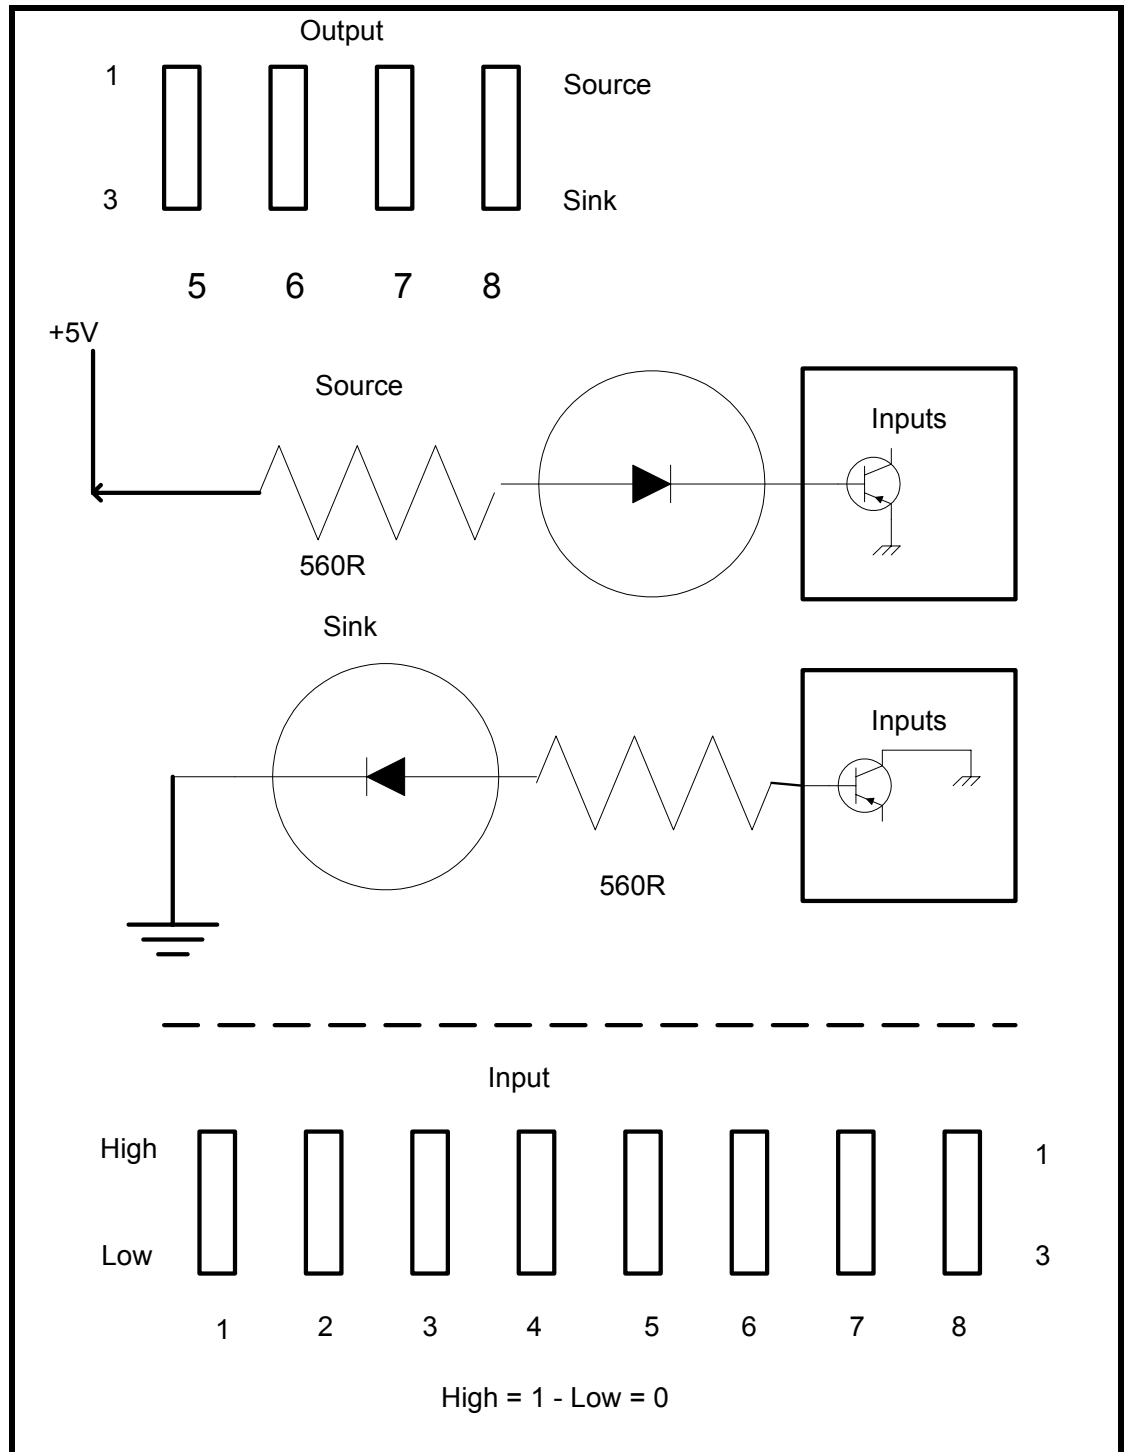 Output
1
Source
3
Sink
5 6 7 8
+5V
Source
Inputs
560R
Sink
Inputs
560R
Input
High
1
Low
3
1 2 3 4 5 6 7 8
High = 1 - Low = 0